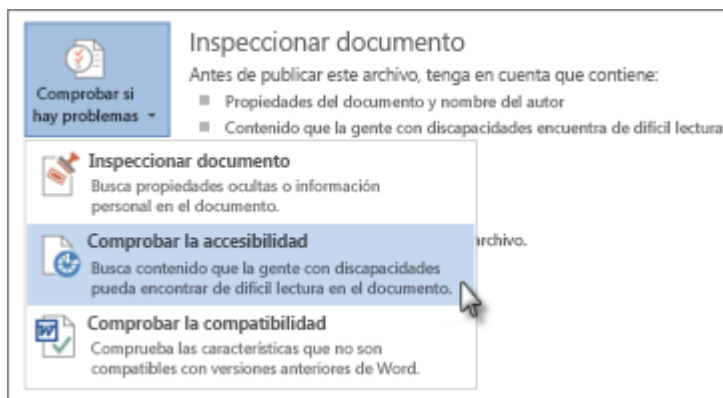 Inspeccionar documento
Antes de publicar este archivo, tenga en cuenta que contiene:
Propiedades del documento y nombre del autor
Contenido que la gente con discapacidades encuentra de difícil lectura
Comprobar si
hay problemas
Inspeccionar documento
Busca propiedades ocultas o información
personal en el documento.
Comprobar la accesibilidad
Busca contenido que la gente con discapacidades
pueda encontrar de difícil lectura en el documento.
archivo.
Comprobar la compatibilidad
Comprueba las características que no son
compatibles con versiones anteriores de Word.